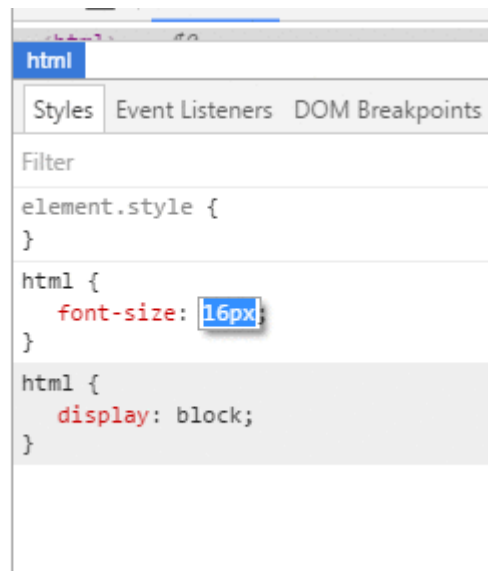 html
Styles Event Listeners DOM Breakpoints
Filter
element.style {
}
html {
font-size: 16px;
}
html {
display: block;
}